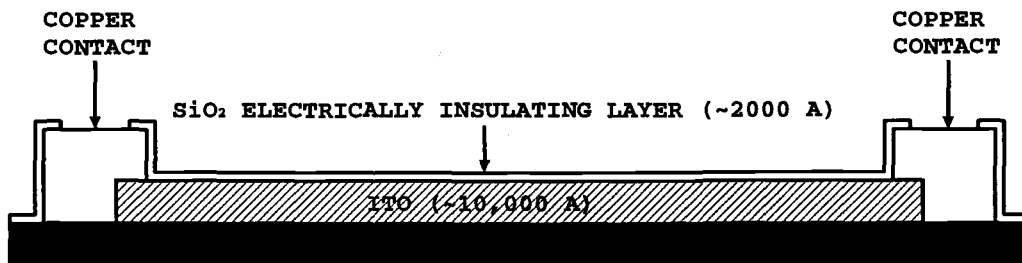 COPPER
CONTACT
COPPER
CONTACT
SiO₂ ELECTRICALLY INSULATING LAYER (~2000 A)
ITO (~10,000 A)